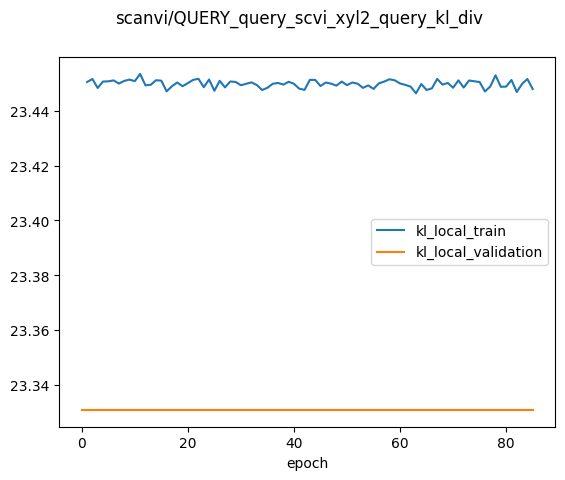 scanvi/QUERY_query_scvi_xyl2_query_kl_div
23.44
23.42
23.40
23.38
23.36
23.34
kl_local_train
kl_local_validation
0 20 40 60 80
epoch